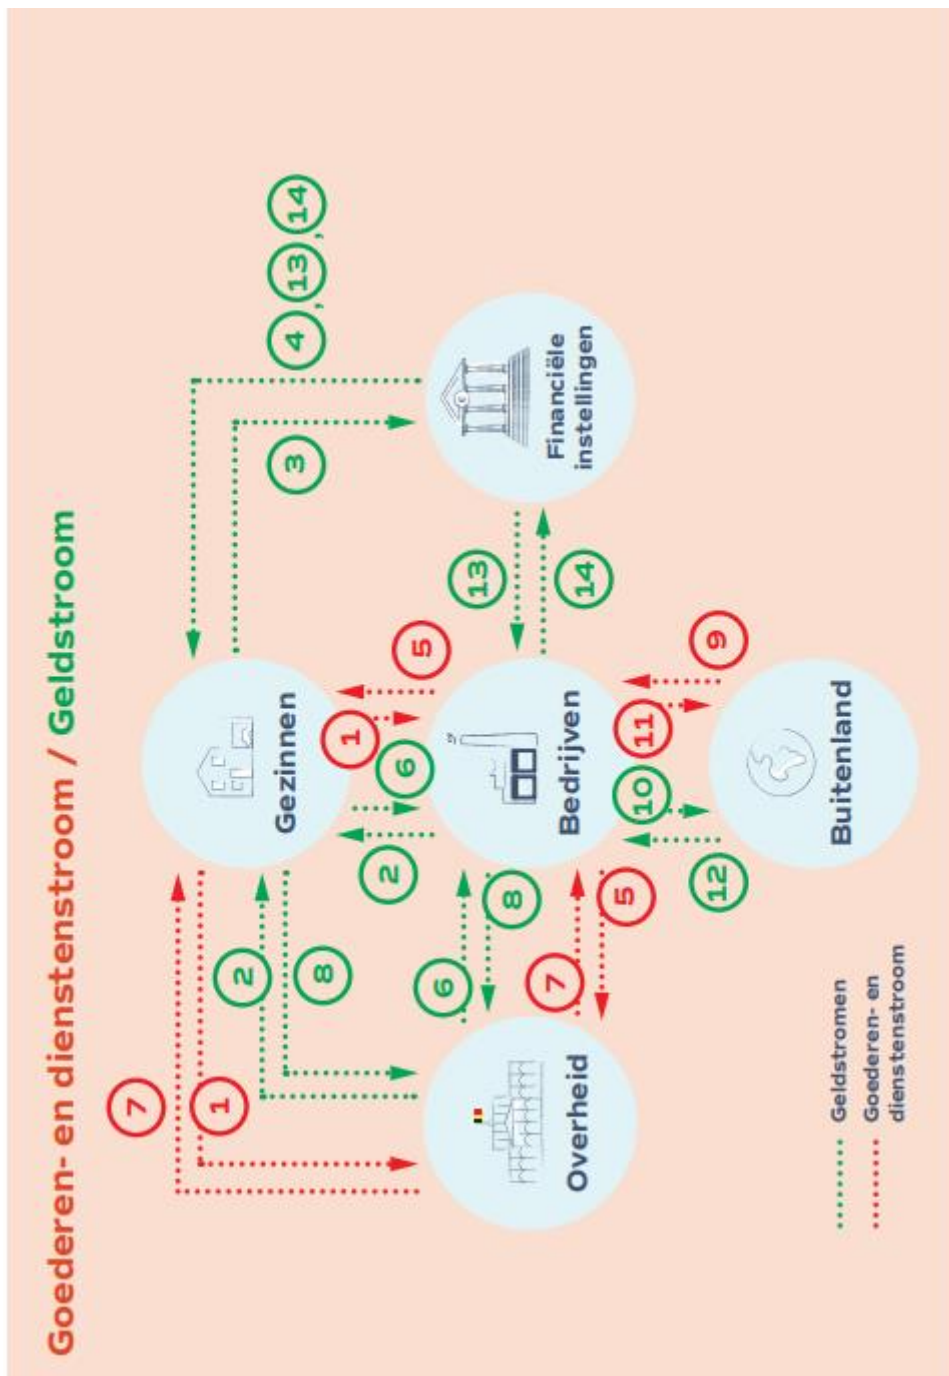 Goederen- en dienstenstroom / Geldstroom
7
1
2
8
Gezinnen
3
4, 13, 14
6
2
1
5
Overheid
6
8
7
5
Bedrijven
13
14
Financiële
instellingen
12
10
11
9
Buitenland
Geldstromen
Goederen- en
dienstenstroom